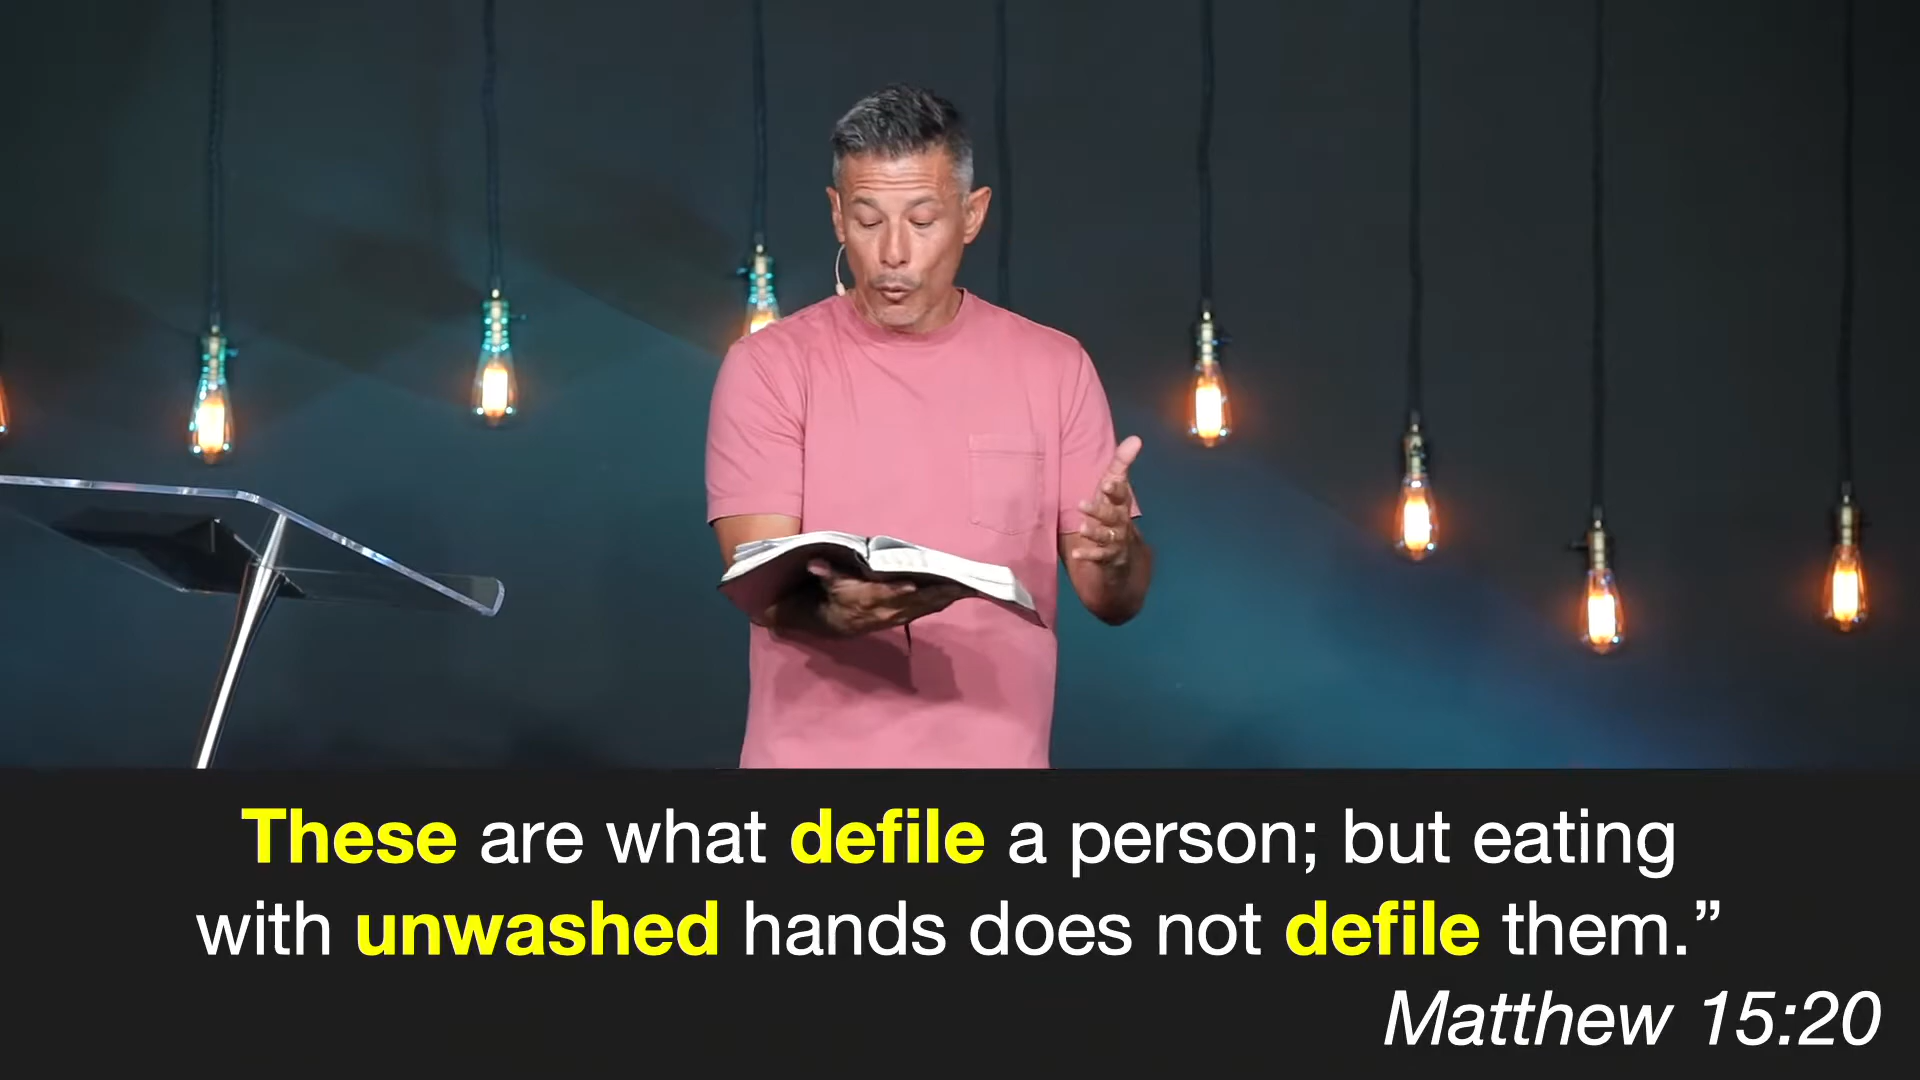 These are what defile a person; but eating
with unwashed hands does not defile them.”
Matthew 15:20